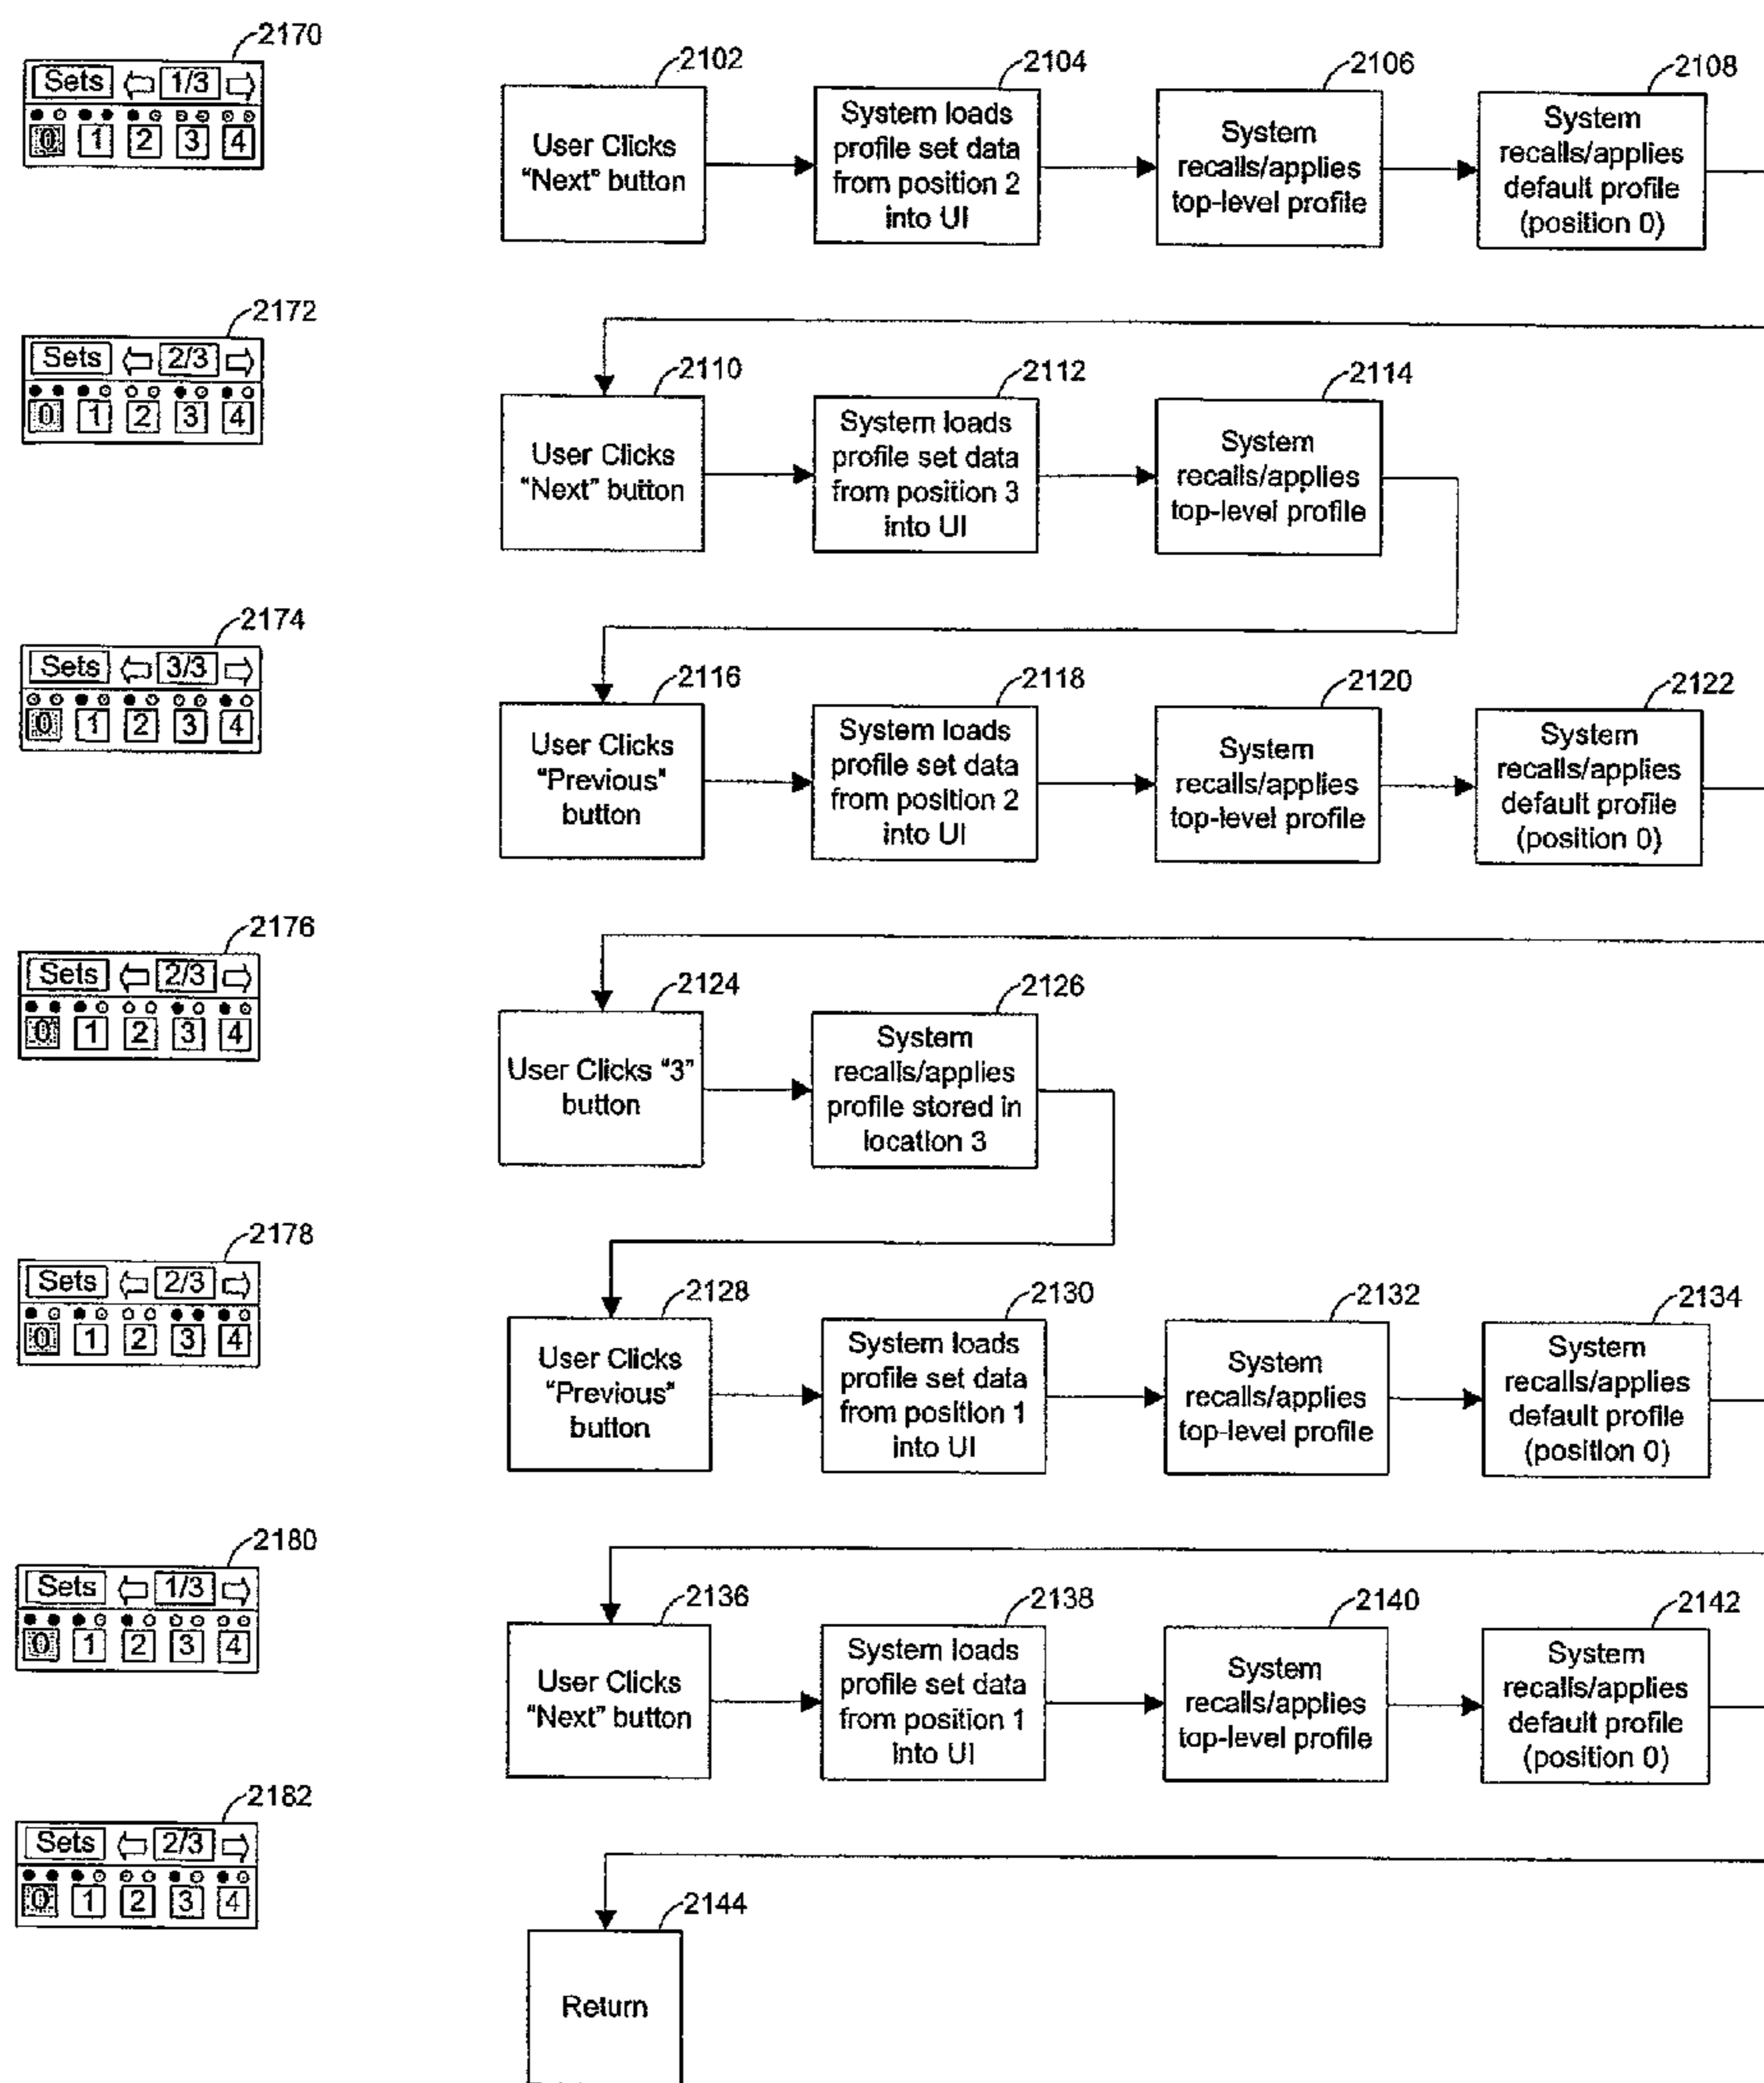 2170
Sets 1/3
0 1 2 3 4
2102
User Clicks
"Next" button
2104
System loads
profile set data
from position 2
into UI
2106
System
recalls/applies
top-level profile
2108
System
recalls/applies
default profile
(position 0)
2172
Sets 2/3
0 1 2 3 4
2110
User Clicks
"Next" button
2112
System loads
profile set data
from position 3
into UI
2114
System
recalls/applies
top-level profile
2174
Sets 3/3
0 1 2 3 4
2116
User Clicks
"Previous"
button
2118
System loads
profile set data
from position 2
into UI
2120
System
recalls/applies
top-level profile
2122
System
recalls/applies
default profile
(position 0)
2176
Sets 2/3
0 1 2 3 4
2124
User Clicks "3"
button
2126
System
recalls/applies
profile stored in
location 3
2178
Sets 2/3
0 1 2 3 4
2128
User Clicks
"Previous"
button
2130
System loads
profile set data
from position 1
into UI
2132
System
recalls/applies
top-level profile
2134
System
recalls/applies
default profile
(position 0)
2180
Sets 1/3
0 1 2 3 4
2136
User Clicks
"Next" button
2138
System loads
profile set data
from position 1
into UI
2140
System
recalls/applies
top-level profile
2142
System
recalls/applies
default profile
(position 0)
2182
Sets 2/3
0 1 2 3 4
2144
Return